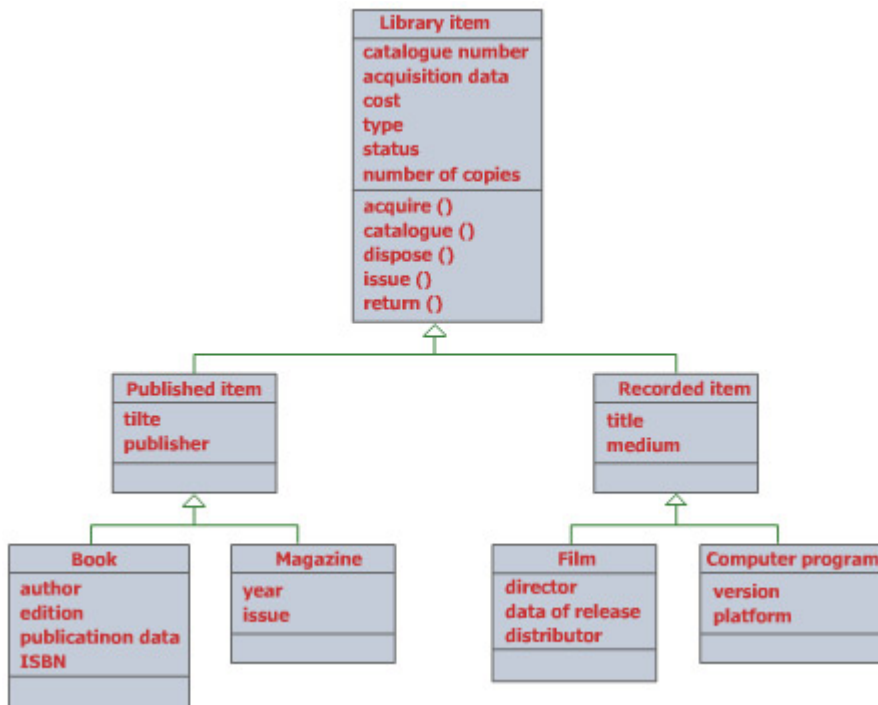 Library item
catalogue number
acquisition data
cost
type
status
number of copies
acquire ()
catalogue ()
dispose ()
issue ()
return ()
Published item
tilte
publisher
Recorded item
title
medium
Book
author
edition
publicatinon data
ISBN
Magazine
year
issue
Film
director
data of release
distributor
Computer program
version
platform